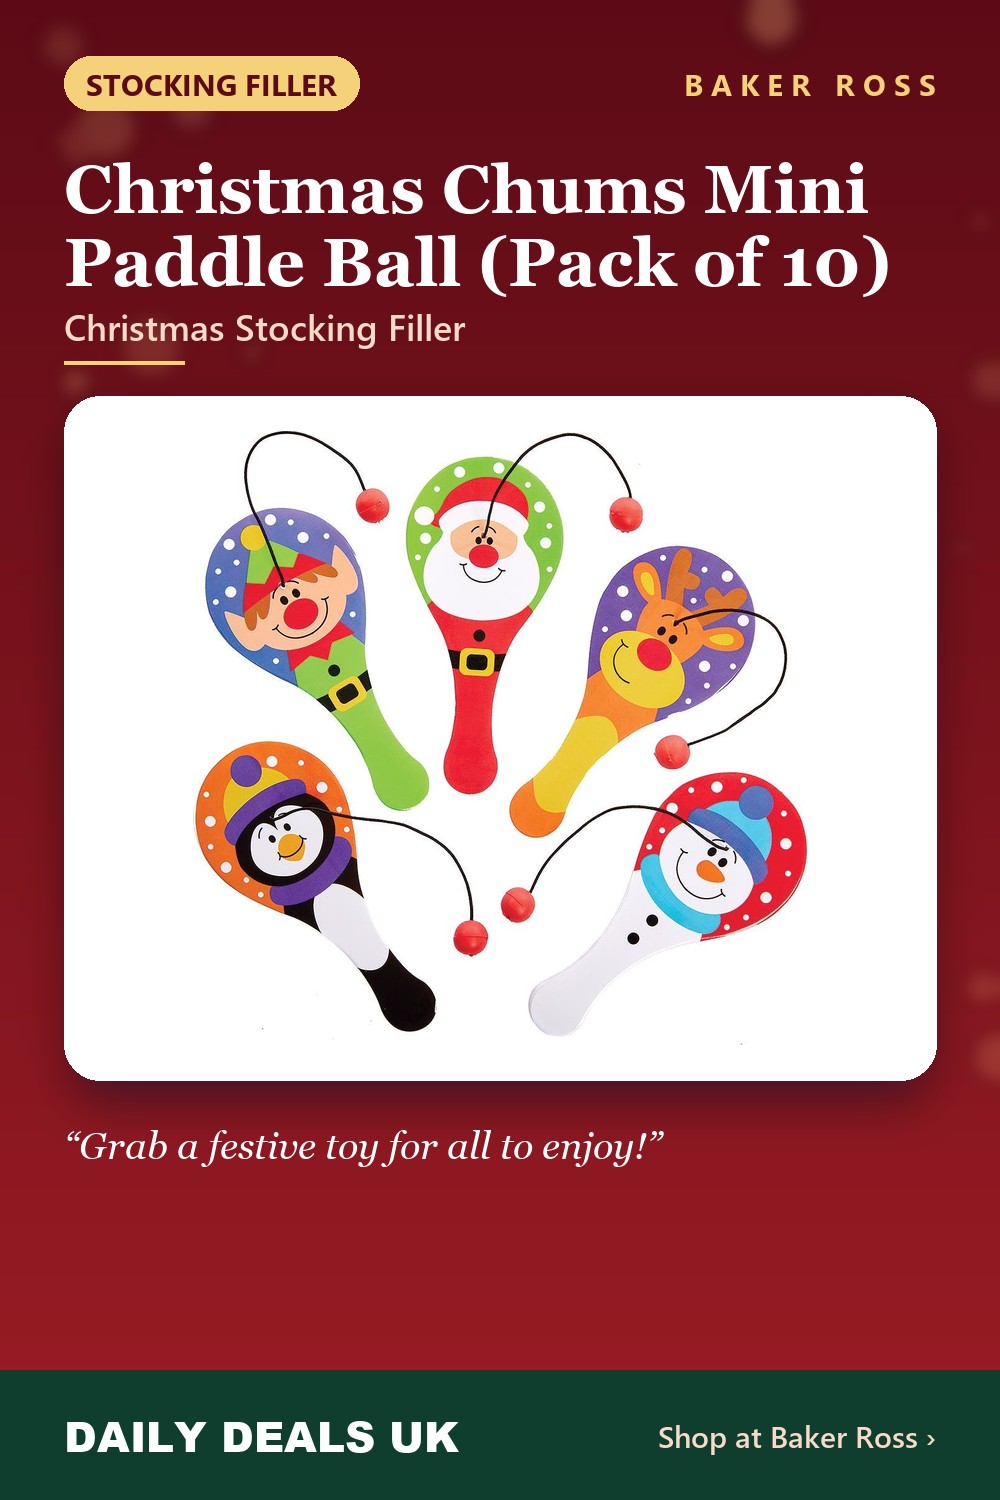 STOCKING FILLER
BAKER ROSS
Christmas Chums Mini
Paddle Ball (Pack of 10)
Christmas Stocking Filler
“Grab a festive toy for all to enjoy!”
DAILY DEALS UK
Shop at Baker Ross ›